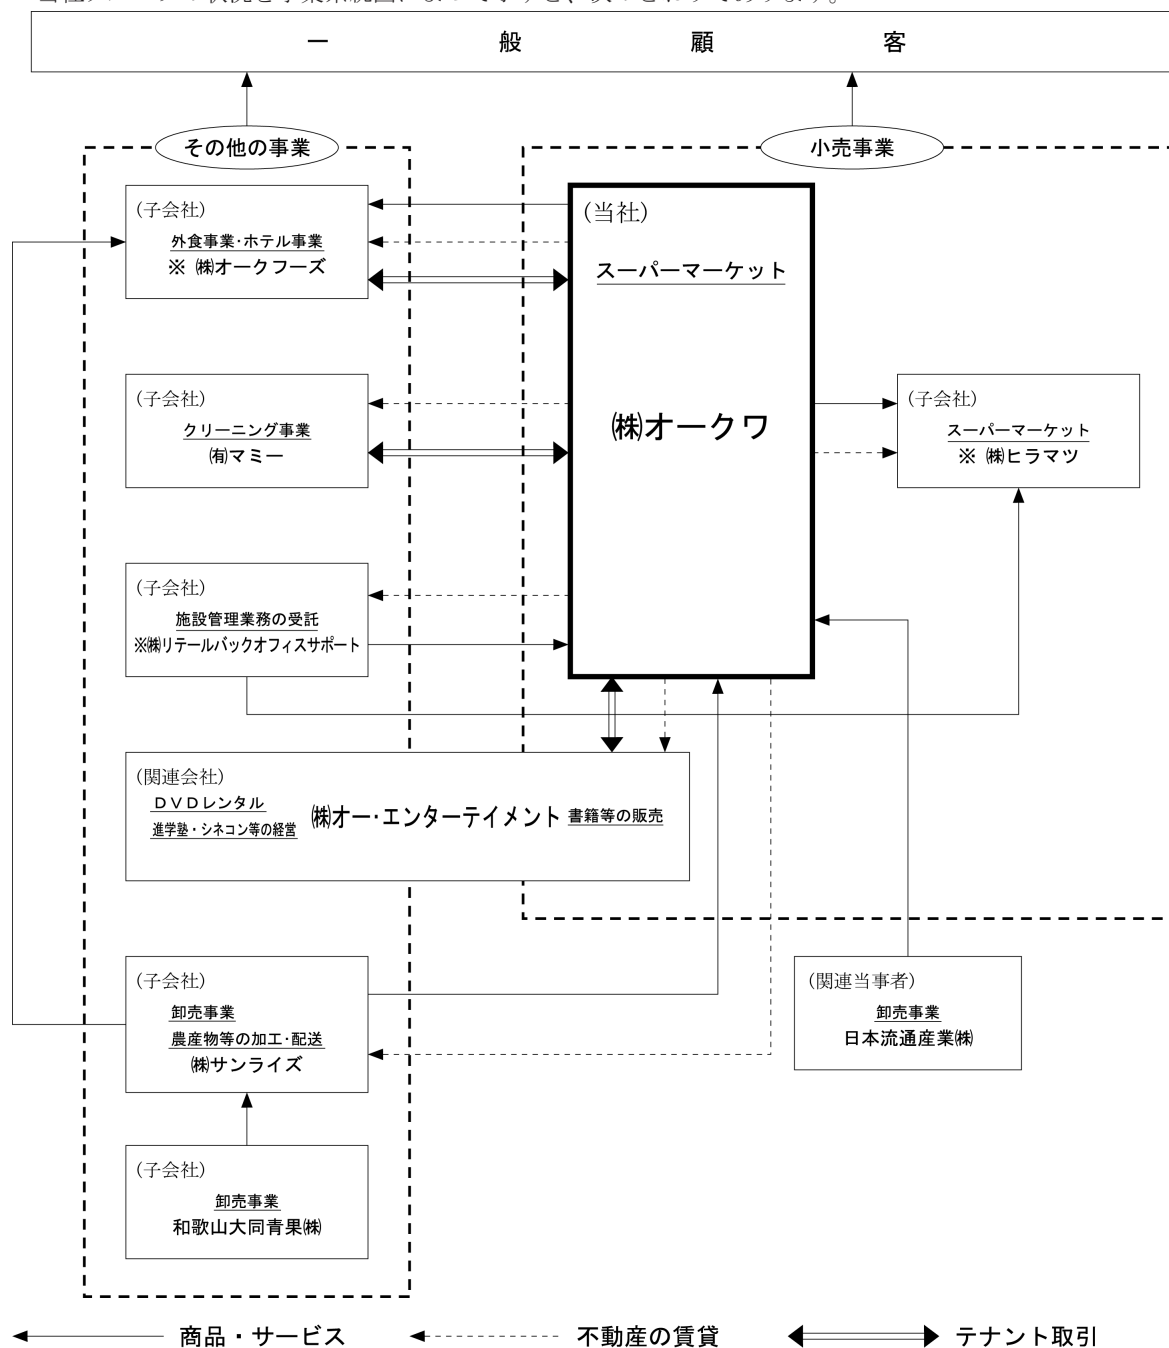 一般顧客
その他の事業
小売事業
(子会社)
外食事業・ホテル事業
※ ㈱オークフーズ
(当社)
スーパーマーケット
㈱オークワ
(子会社)
クリーニング事業
㈲マミー
(子会社)
スーパーマーケット
※ ㈱ヒラマツ
(子会社)
施設管理業務の受託
※㈱リテールバックオフィスサポート
(関連会社)
DVDレンタル
進学塾・シネコン等の経営
㈱オー・エンターテイメント
書籍等の販売
(子会社)
卸売事業
農産物等の加工・配送
㈱サンライズ
(関連当事者)
卸売事業
日本流通産業㈱
(子会社)
卸売事業
和歌山大同青果㈱
商品・サービス
不動産の賃貸
テナント取引